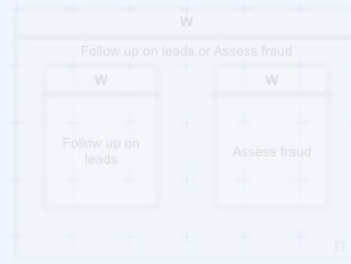 W
Follow up on leads or Assess fraud
W
W
Follow up on
leads
Assess fraud
n